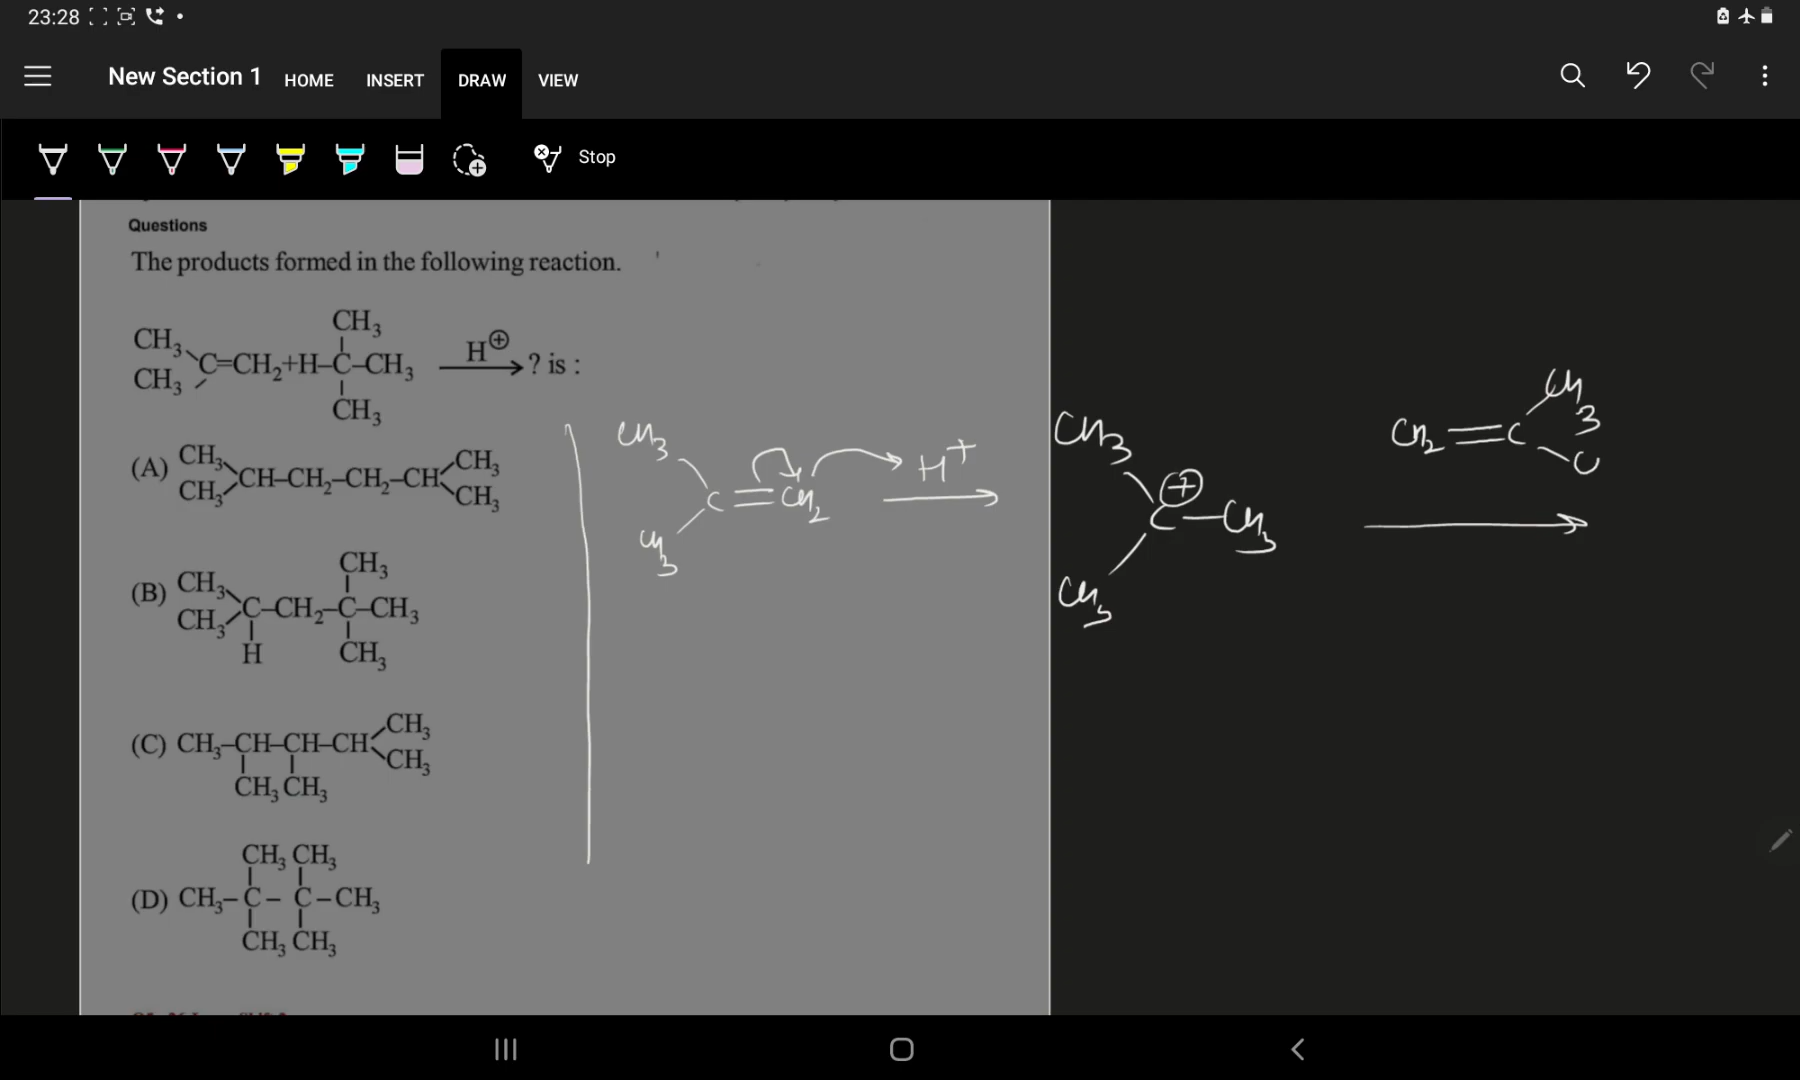 23:28
New Section 1 HOME INSERT DRAW VIEW
Stop
Questions
The products formed in the following reaction.
CH₃
CH₃
C=CH₂+H–C–CH₃ H⊕ ? is :
CH₃
CH₃
(A) CH₃
CH–CH₂–CH₂–CH
CH₃
CH₃
CH₃
CH₃
(B) CH₃
C–CH₂–C–CH₃
CH₃
H
CH₃
CH₃
(C) CH₃–CH–CH–CH
CH₃
CH₃ CH₃
CH₃ CH₃
(D) CH₃–C–C–CH₃
CH₃ CH₃
CH₃
C=CH₂
H⁺
CH₃
CH₃
⊕
C–CH₃
CH₃
CH₃
CH₂=C
C